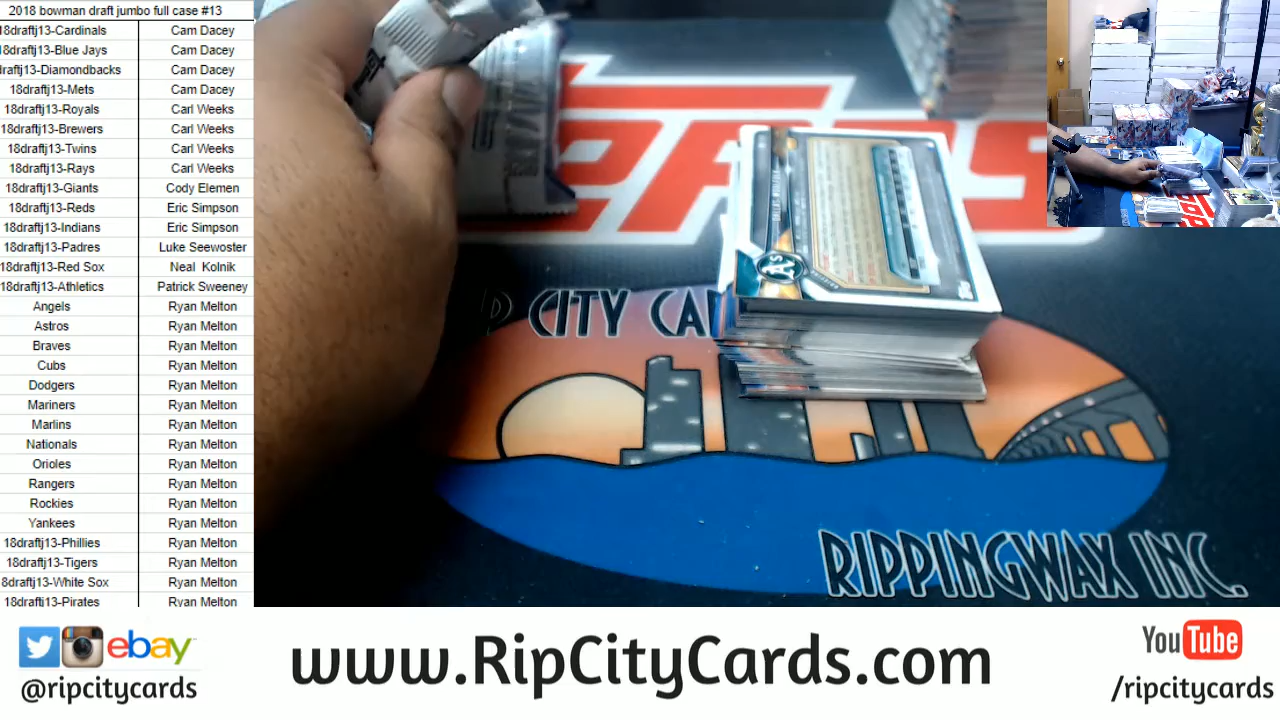 2018 bowman draft jumbo full case #13
18draftj13-Cardinals Cam Dacey
18draftj13-Blue Jays Cam Dacey
draftj13-Diamondbacks Cam Dacey
18draftj13-Mets Cam Dacey
18draftj13-Royals Carl Weeks
18draftj13-Brewers Carl Weeks
18draftj13-Twins Carl Weeks
18draftj13-Rays Carl Weeks
18draftj13-Giants Cody Elemen
18draftj13-Reds Eric Simpson
18draftj13-Indians Eric Simpson
18draftj13-Padres Luke Seewoster
18draftj13-Red Sox Neal Kolnik
18draftj13-Athletics Patrick Sweeney
Angels Ryan Melton
Astros Ryan Melton
Braves Ryan Melton
Cubs Ryan Melton
Dodgers Ryan Melton
Mariners Ryan Melton
Marlins Ryan Melton
Nationals Ryan Melton
Orioles Ryan Melton
Rangers Ryan Melton
Rockies Ryan Melton
Yankees Ryan Melton
18draftj13-Phillies Ryan Melton
18draftj13-Tigers Ryan Melton
8draftj13-White Sox Ryan Melton
18draftj13-Pirates Ryan Melton
A's
P CITY CA
RIPPINGWAX INC.
ebay
@ripcitycards
www.RipCityCards.com
YouTube
/ripcitycards